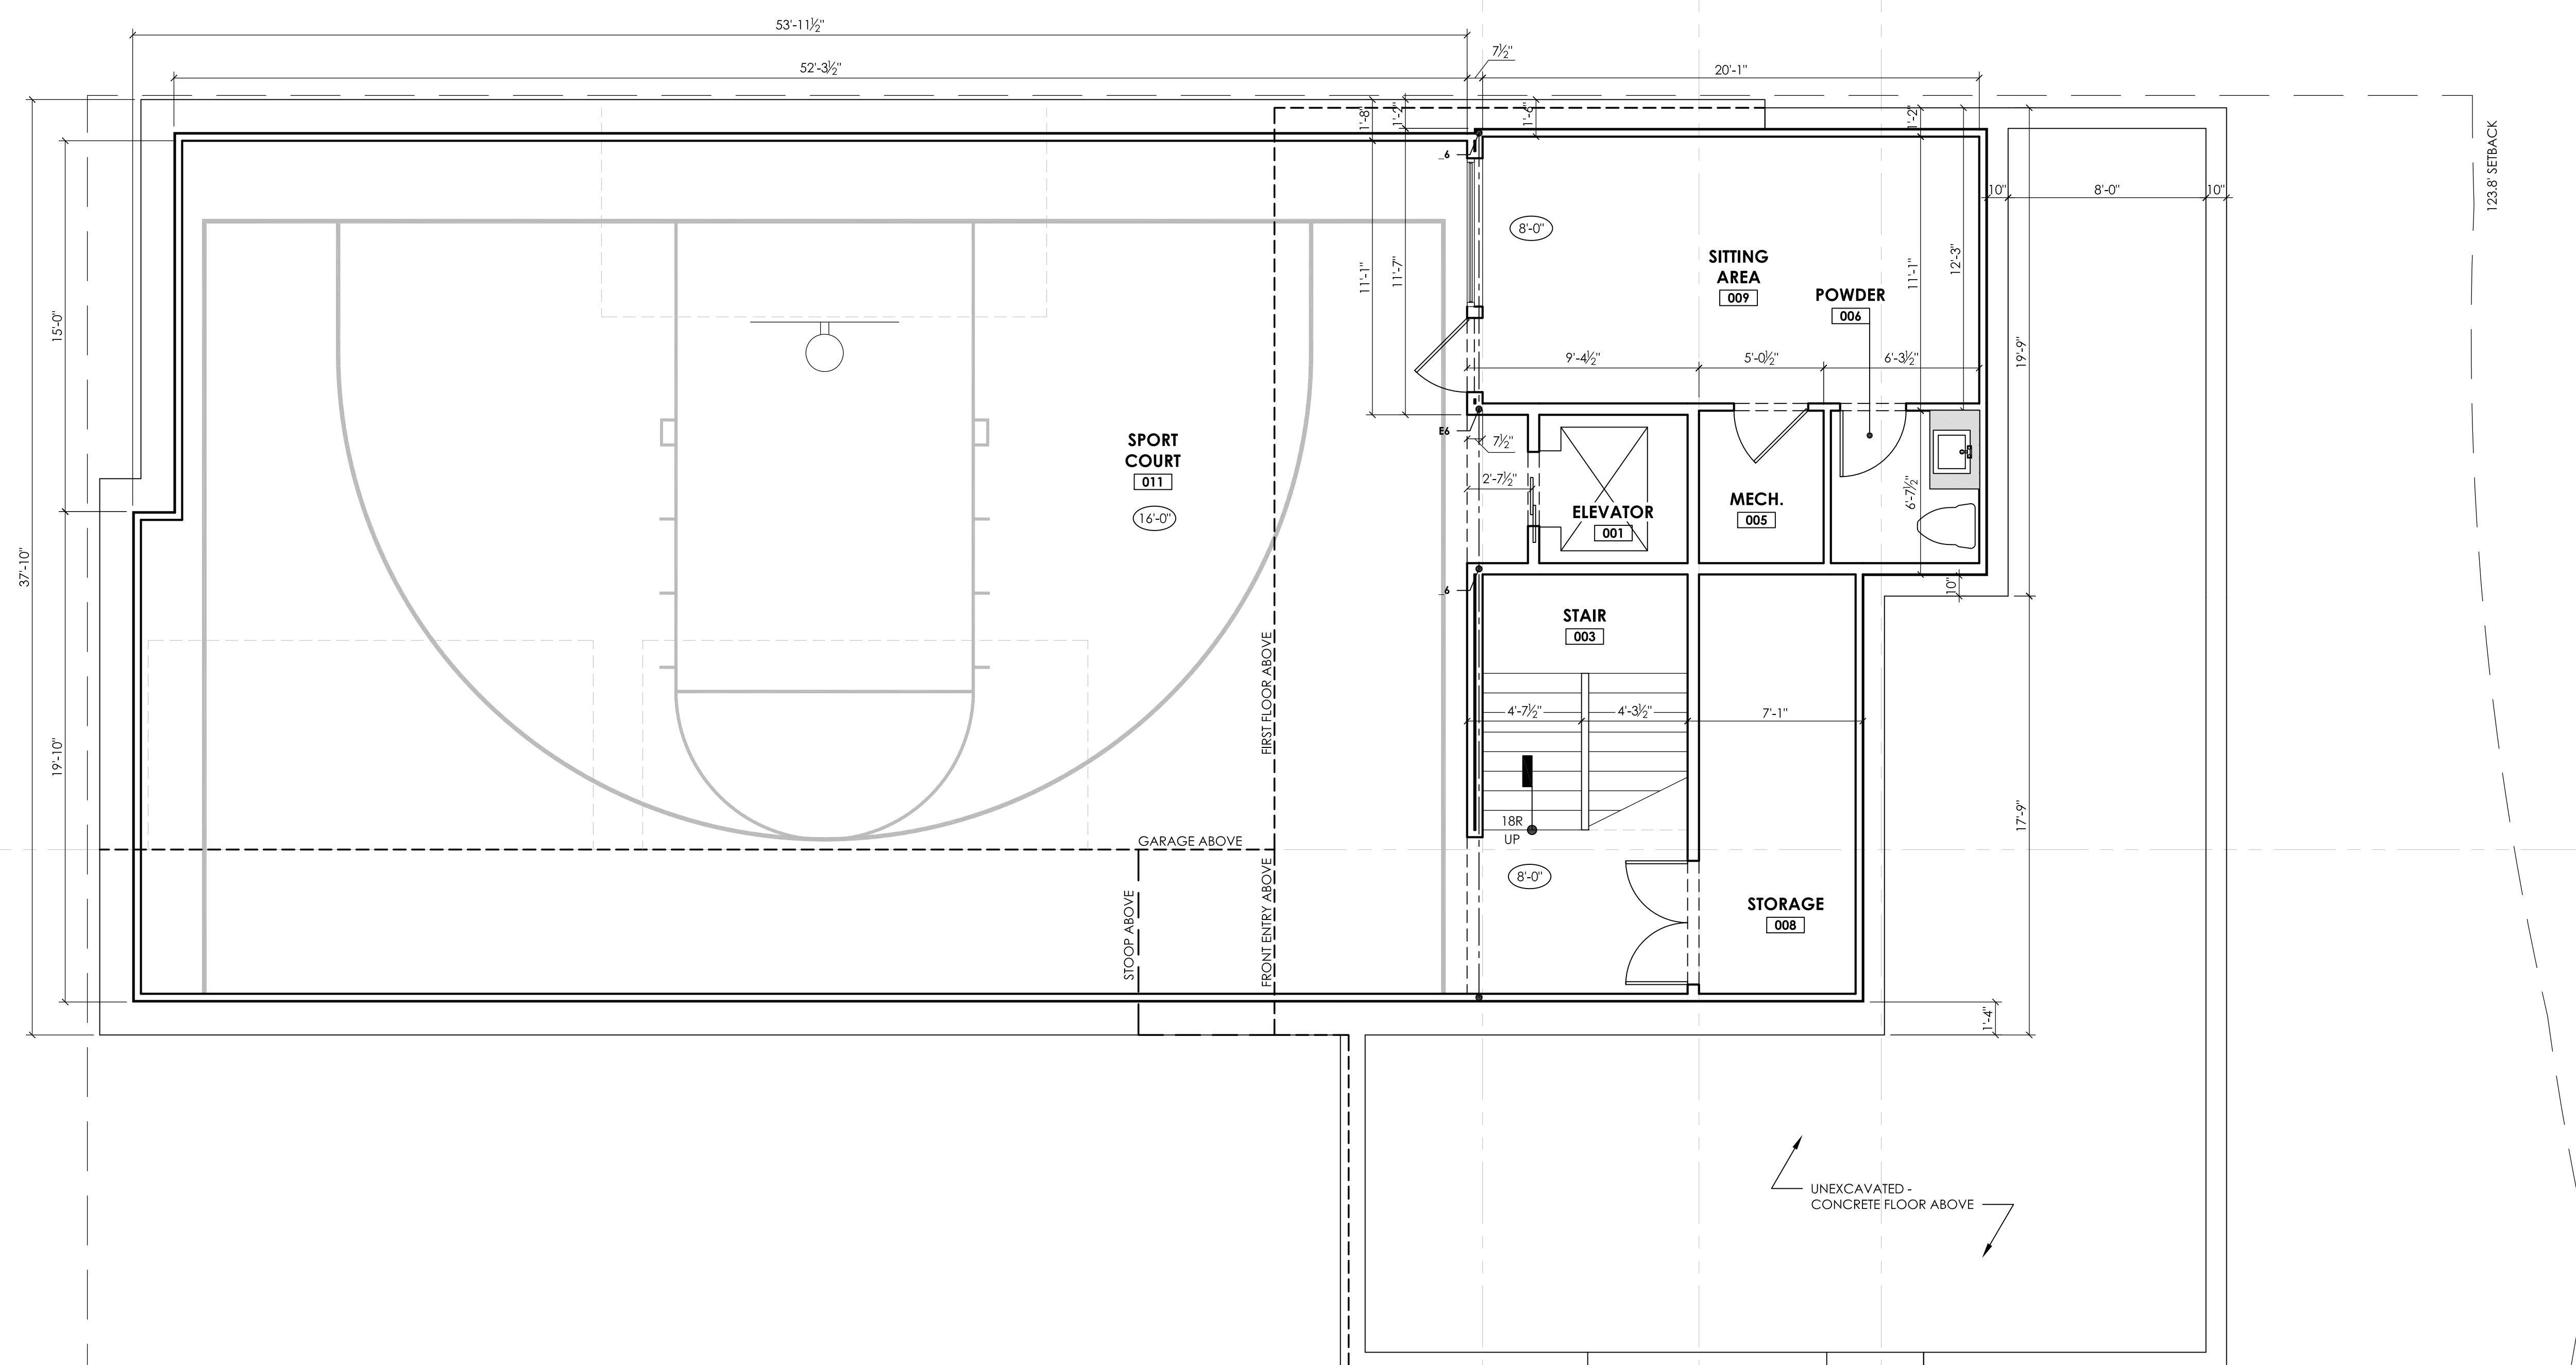 53'-11½"
7½"
52'-3½"
20'-1"
1'-8"
1'-2"
1'-6"
1'-2"
123.8' SETBACK
_6
10"
8'-0"
10"
8'-0"
SITTING
AREA
009
POWDER
006
11'-1"
11'-7"
11'-1"
12'-3"
15'-0"
19'-9"
9'-4½"
5'-0½"
6'-3½"
E6
7½"
SPORT
COURT
011
16'-0"
2'-7½"
ELEVATOR
001
MECH.
005
6'-7½"
37'-10"
_6
10"
STAIR
003
FIRST FLOOR ABOVE
4'-7½"
4'-3½"
7'-1"
19'-10"
17'-9"
18R
UP
GARAGE ABOVE
8'-0"
STOOP ABOVE
FRONT ENTRY ABOVE
STORAGE
008
1'-4"
UNEXCAVATED -
CONCRETE FLOOR ABOVE